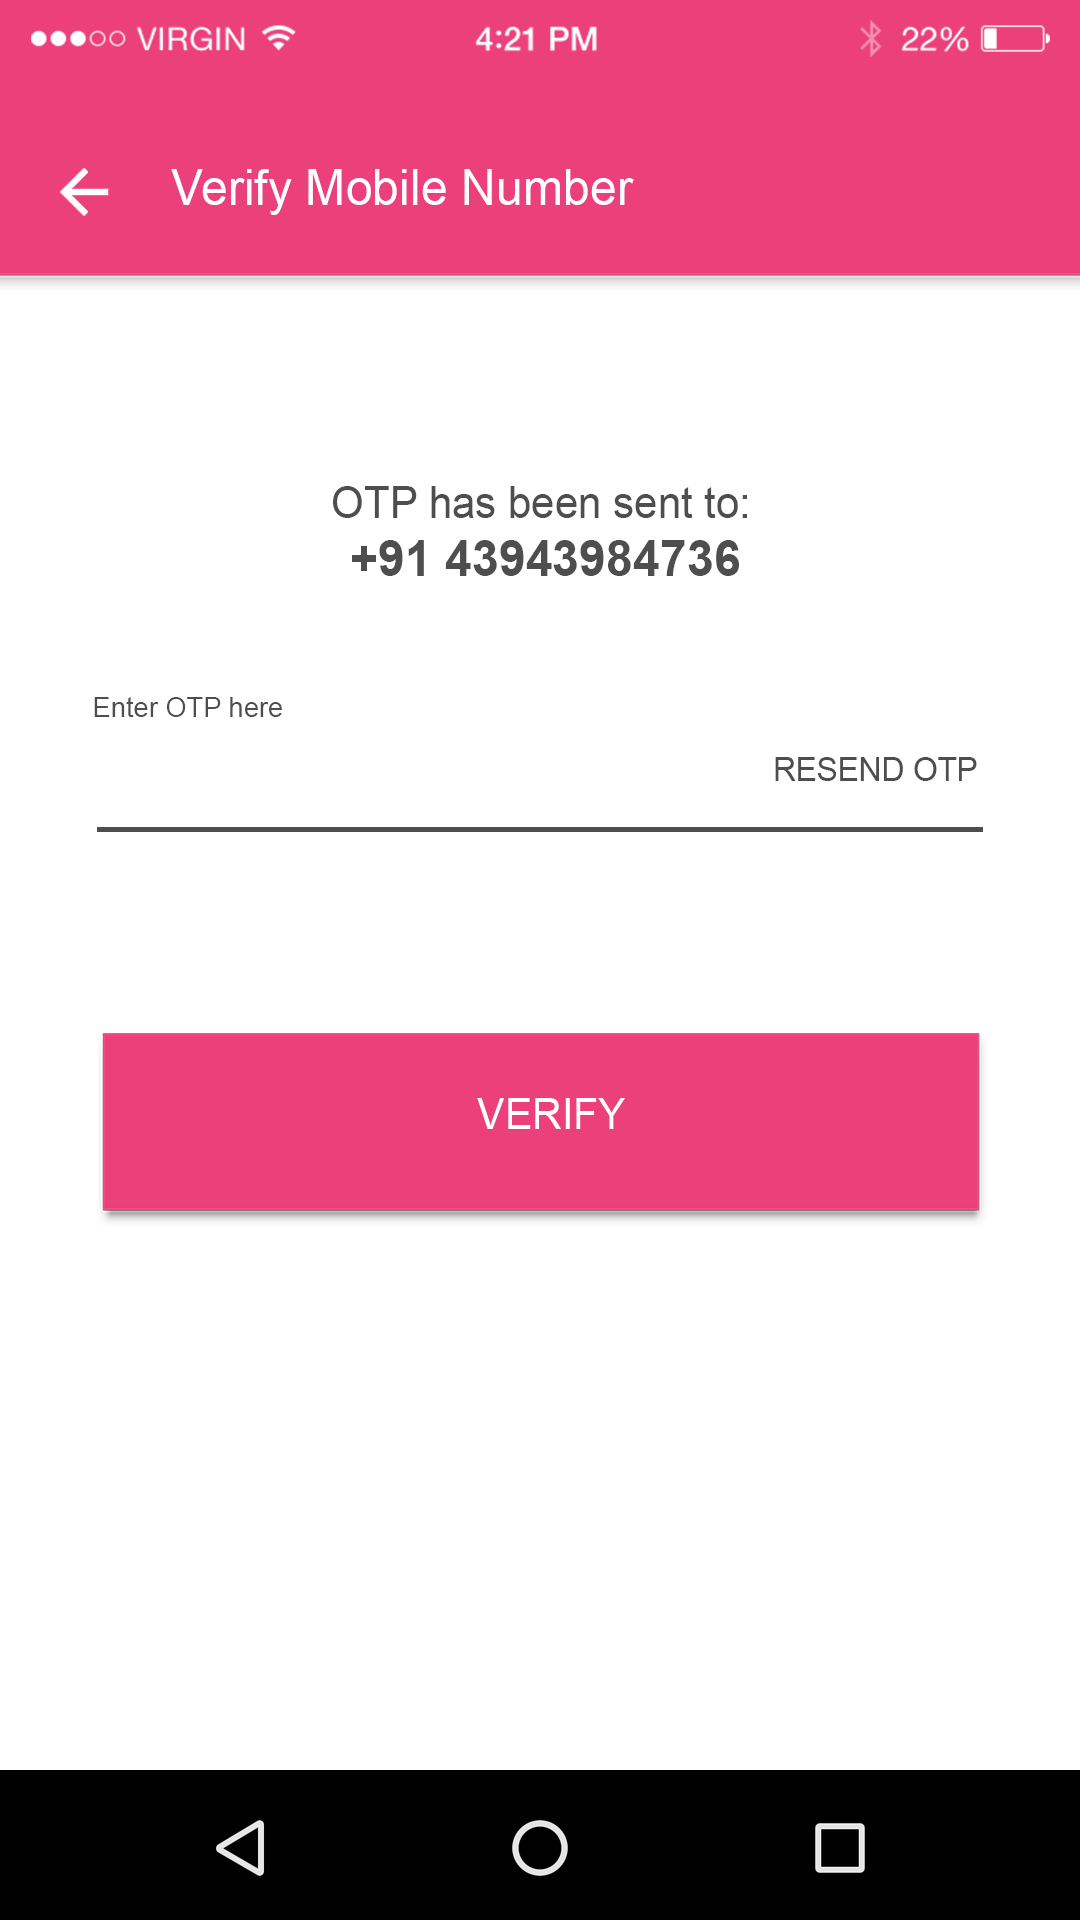 VIRGIN 4:21 PM 22%
Verify Mobile Number
OTP has been sent to:
+91 43943984736
Enter OTP here
RESEND OTP
VERIFY